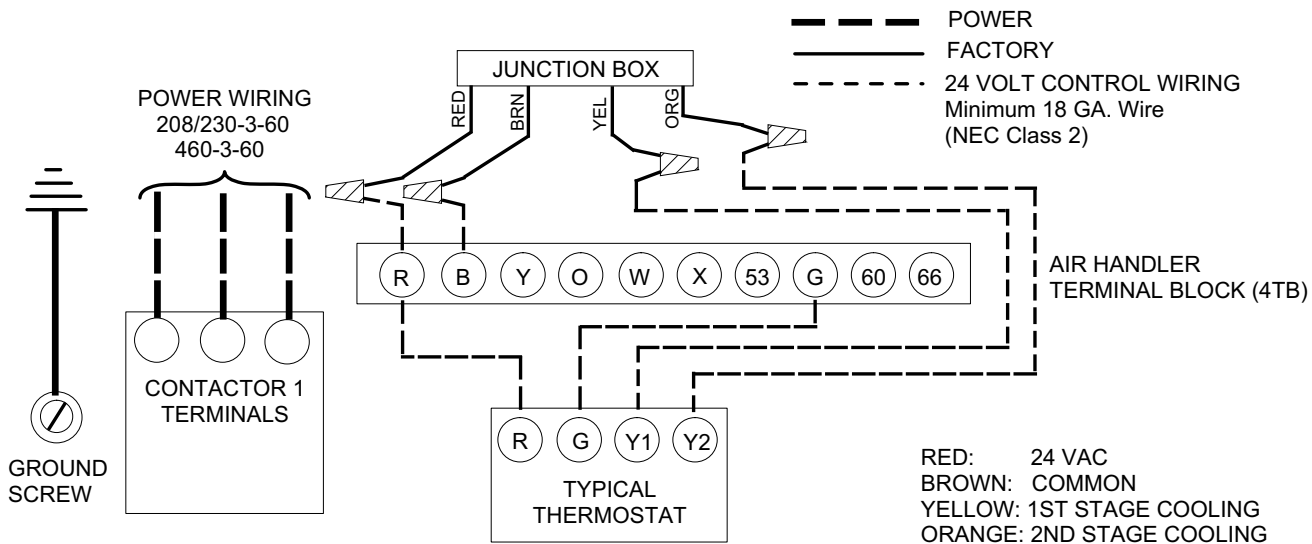 POWER
FACTORY
24 VOLT CONTROL WIRING
Minimum 18 GA. Wire
(NEC Class 2)
JUNCTION BOX
RED
BRN
YEL
ORG
POWER WIRING
208/230-3-60
460-3-60
R B Y O W X 53 G 60 66
AIR HANDLER
TERMINAL BLOCK (4TB)
CONTACTOR 1
TERMINALS
GROUND
SCREW
R G Y1 Y2
TYPICAL
THERMOSTAT
RED: 24 VAC
BROWN: COMMON
YELLOW: 1ST STAGE COOLING
ORANGE: 2ND STAGE COOLING